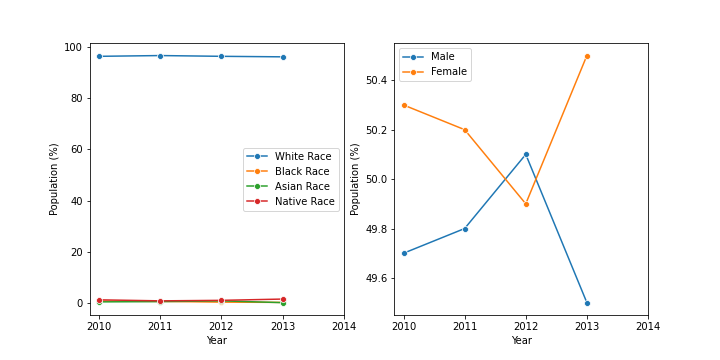 100
80
60
40
20
0
Population (%)
2010 2011 2012 2013 2014
Year
White Race
Black Race
Asian Race
Native Race
50.4
50.2
50.0
49.8
49.6
Population (%)
2010 2011 2012 2013 2014
Year
Male
Female